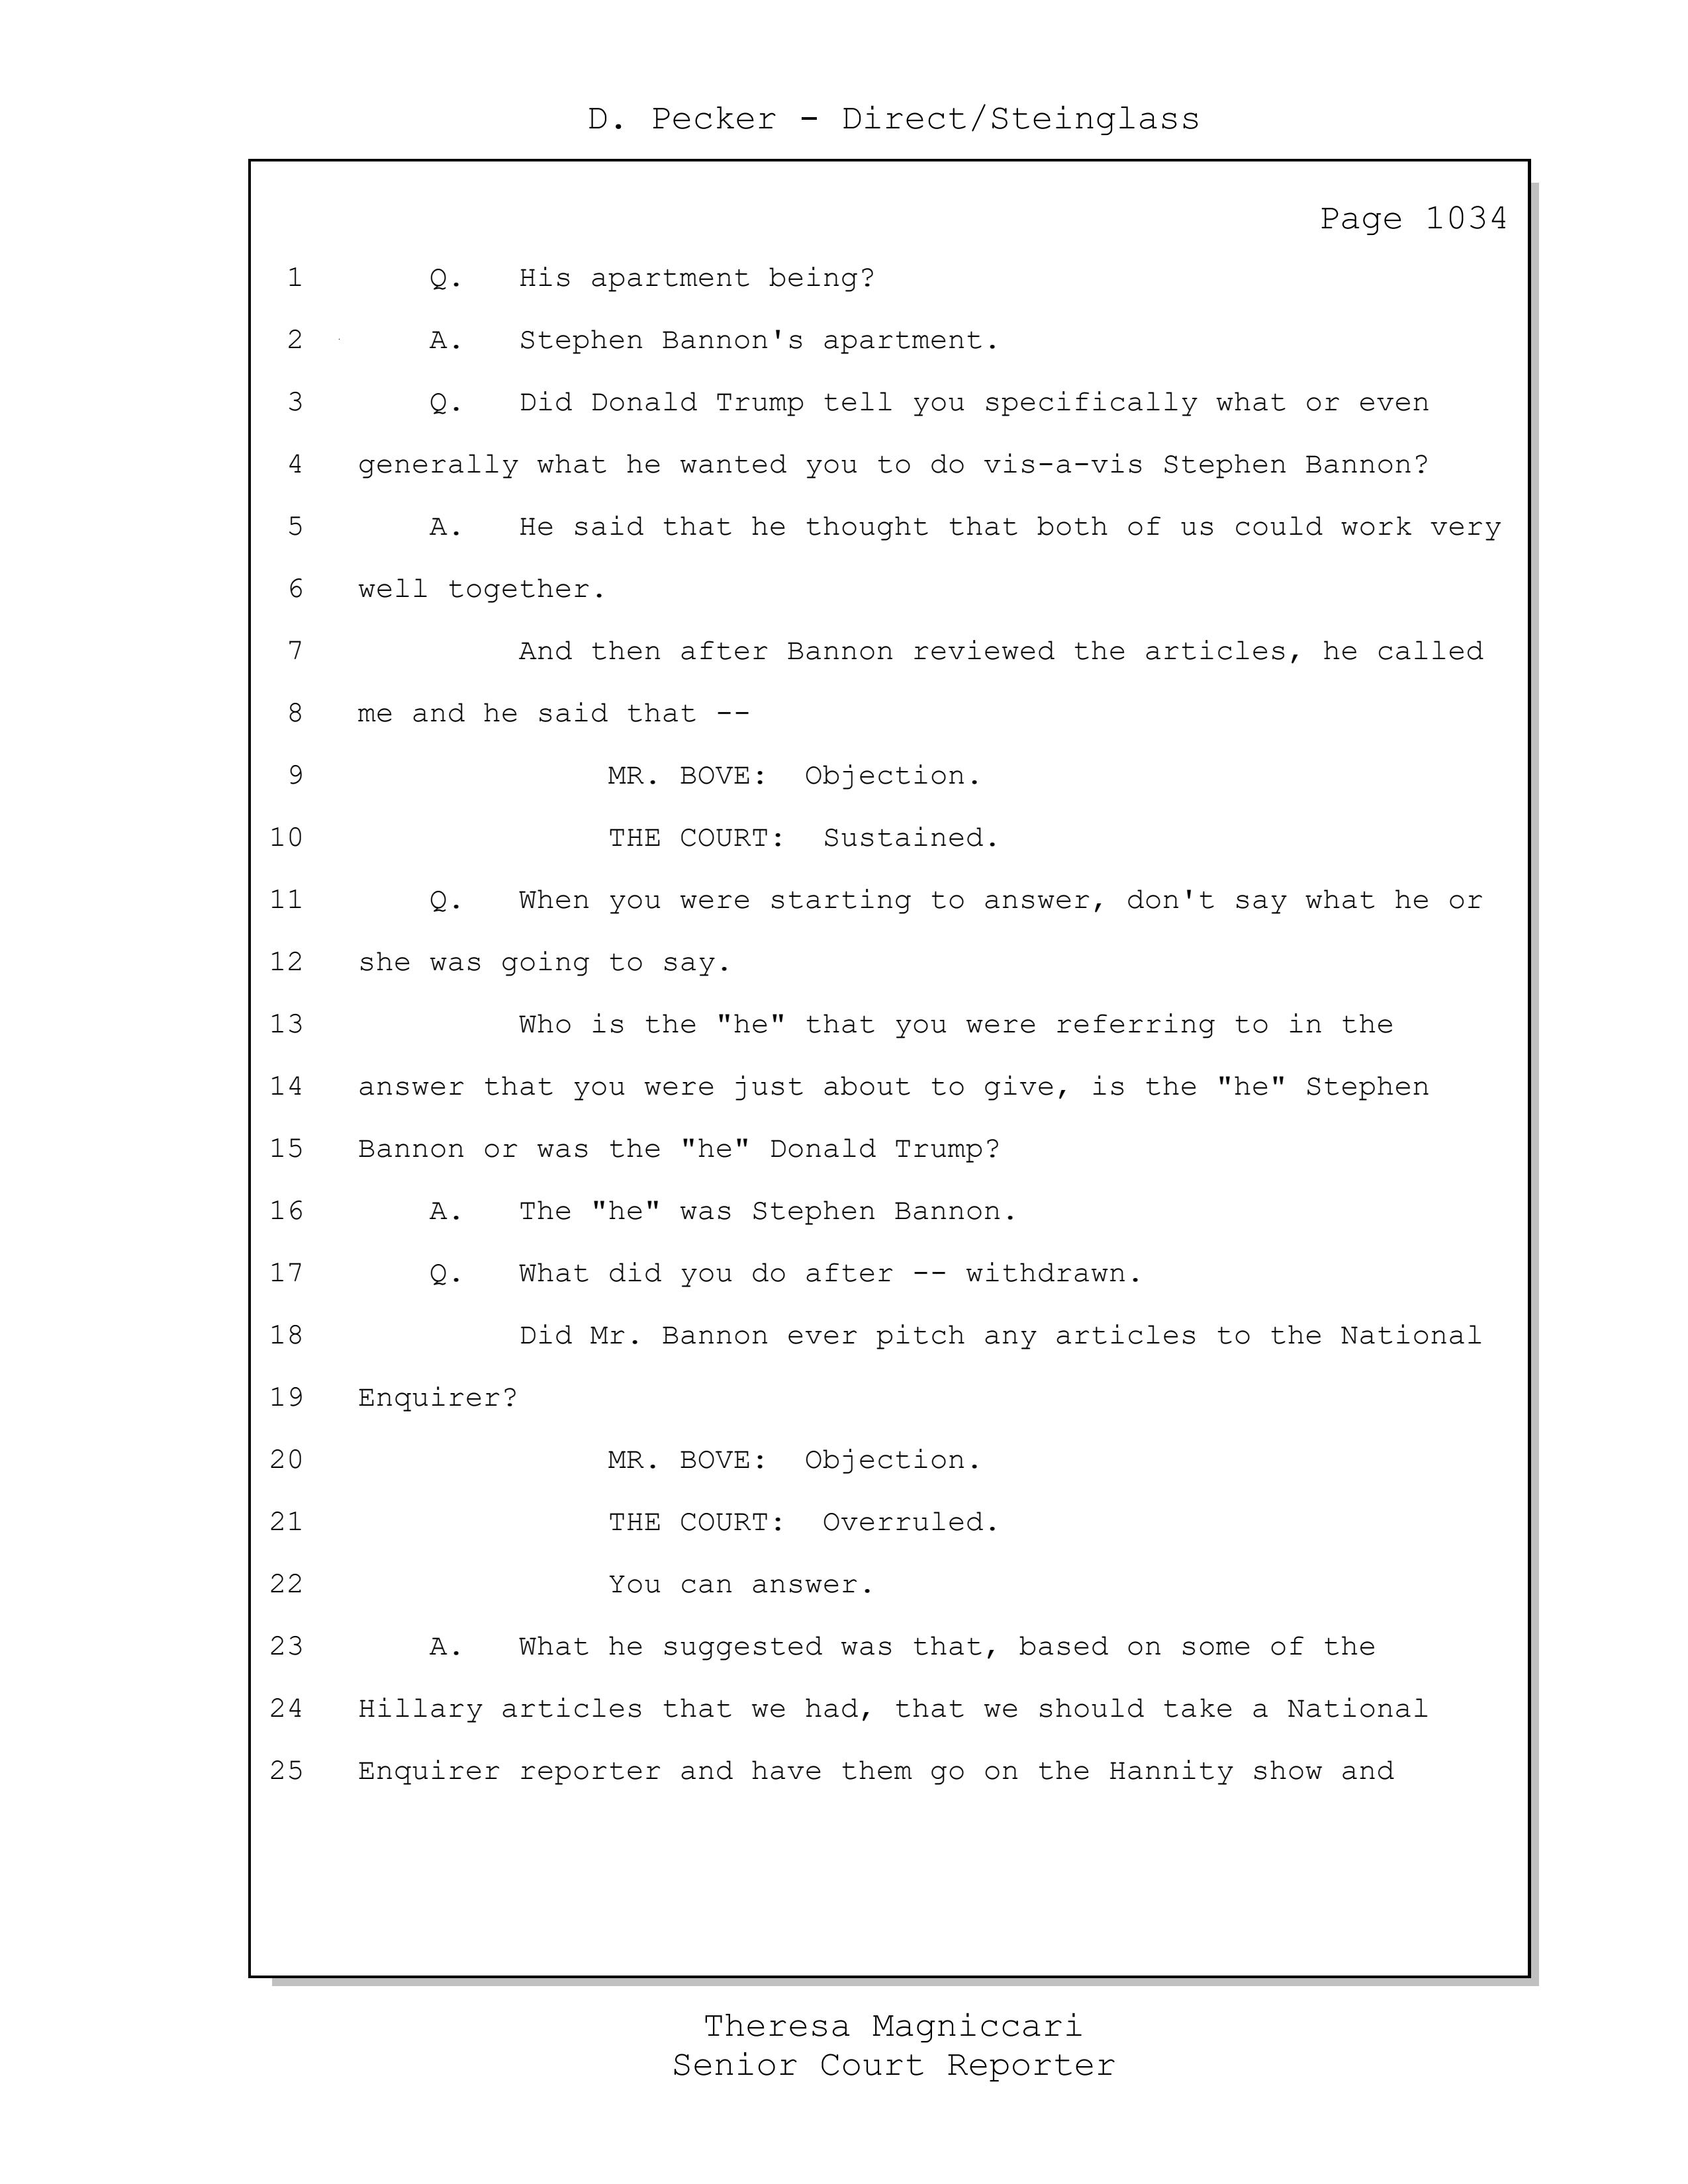 D. Pecker - Direct/Steinglass
Page 1034
1 Q. His apartment being?
2 A. Stephen Bannon's apartment.
3 Q. Did Donald Trump tell you specifically what or even
4 generally what he wanted you to do vis-a-vis Stephen Bannon?
5 A. He said that he thought that both of us could work very
6 well together.
7 And then after Bannon reviewed the articles, he called
8 me and he said that --
9 MR. BOVE: Objection.
10 THE COURT: Sustained.
11 Q. When you were starting to answer, don't say what he or
12 she was going to say.
13 Who is the "he" that you were referring to in the
14 answer that you were just about to give, is the "he" Stephen
15 Bannon or was the "he" Donald Trump?
16 A. The "he" was Stephen Bannon.
17 Q. What did you do after -- withdrawn.
18 Did Mr. Bannon ever pitch any articles to the National
19 Enquirer?
20 MR. BOVE: Objection.
21 THE COURT: Overruled.
22 You can answer.
23 A. What he suggested was that, based on some of the
24 Hillary articles that we had, that we should take a National
25 Enquirer reporter and have them go on the Hannity show and
Theresa Magniccari
Senior Court Reporter